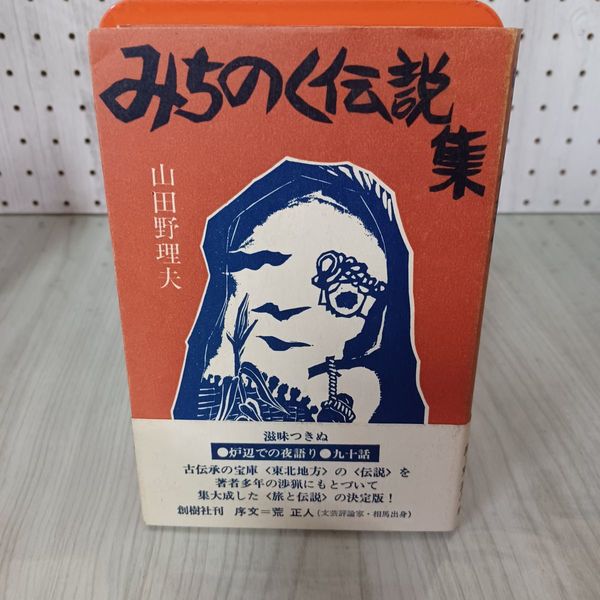 みちのく伝説
集
山田野理夫
滋味つきぬ
●炉辺での夜語り●九十話
古伝承の宝庫〈東北地方〉の〈伝説〉を
著者多年の渉猟にもとづいて
集大成した〈旅と伝説〉の決定版!
創樹社刊 序文=荒 正人(文芸評論家・相馬出身)